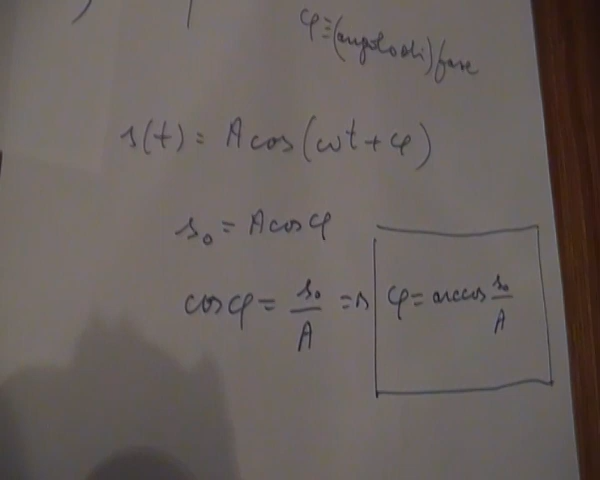 φ≡(angolo di) fase
s(t) = A cos (ωt + φ)
s₀ = A cos φ
cos φ = s₀/A ⇒ φ = arccos s₀/A